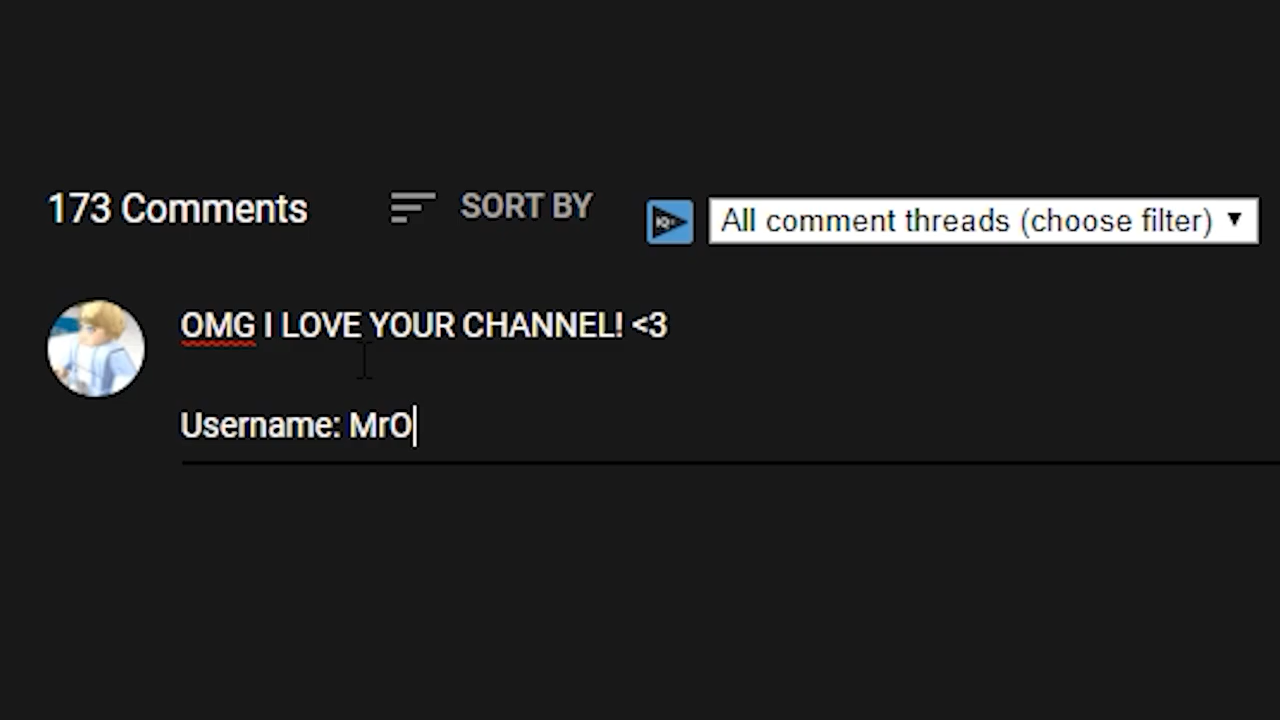 173 Comments
SORT BY
All comment threads (choose filter)
OMG I LOVE YOUR CHANNEL! <3
Username: MrO